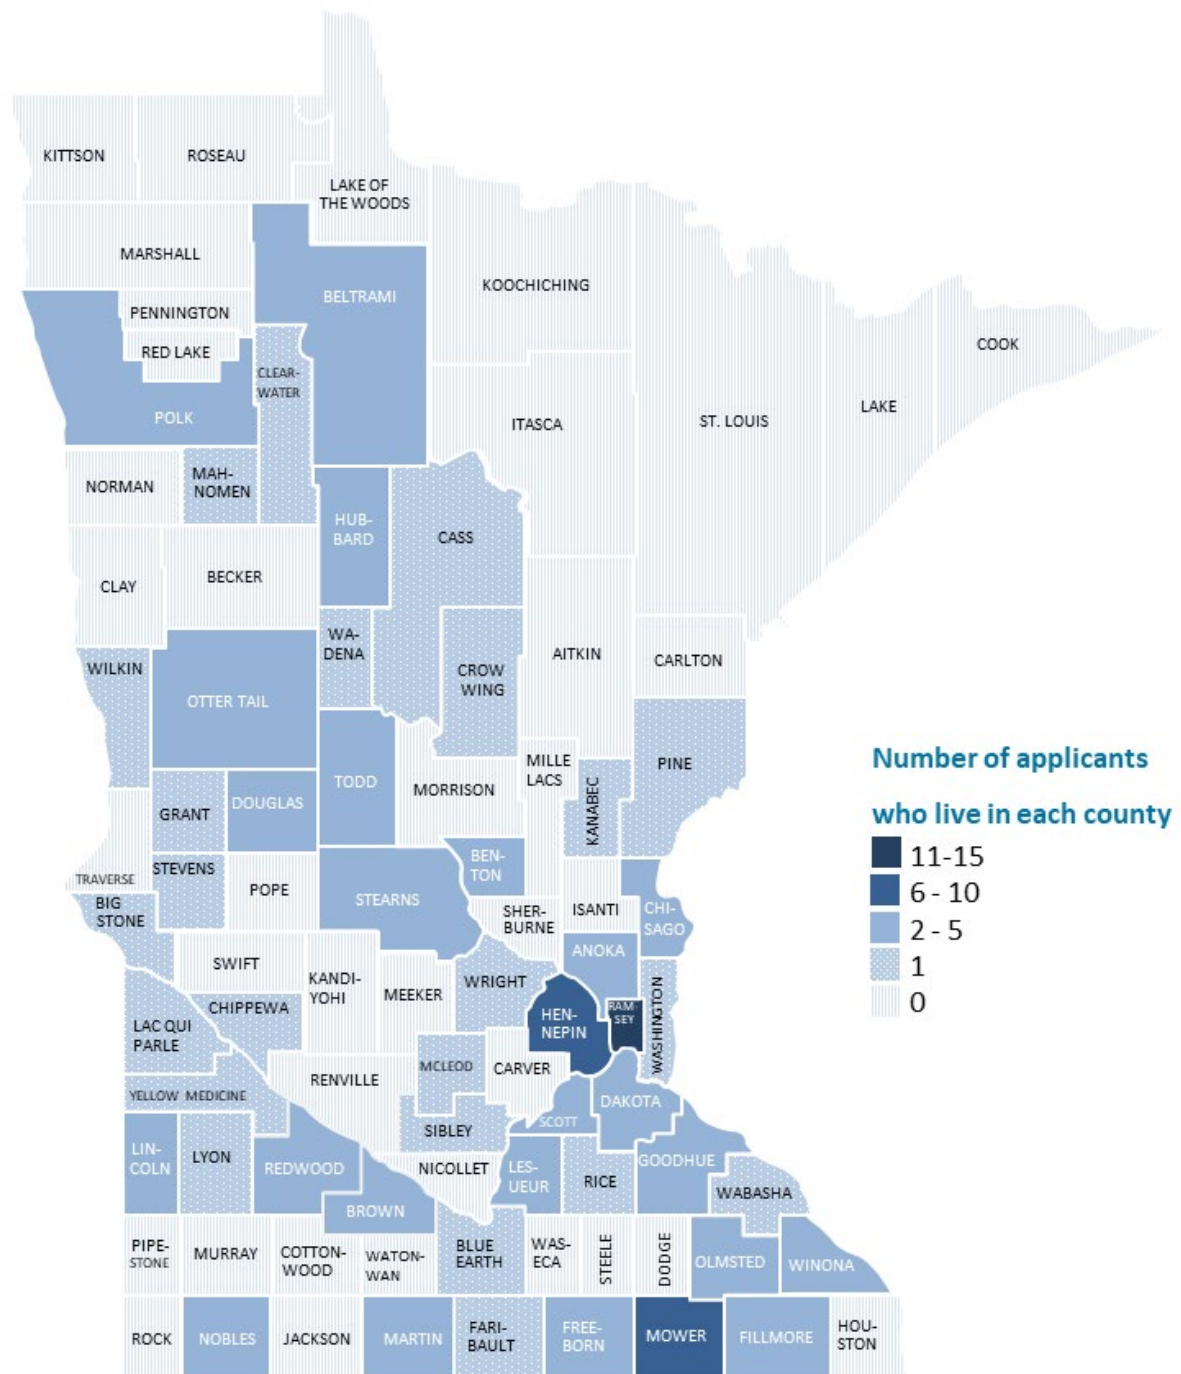 KITTSON
ROSEAU
LAKE OF
THE WOODS
MARSHALL
KOOCHICHING
BELTRAMI
PENNINGTON
RED LAKE
COOK
CLEAR-
WATER
POLK
LAKE
ITASCA
ST. LOUIS
MAH-
NOMEN
NORMAN
HUB-
BARD
CASS
CLAY
BECKER
WA-
DENA
AITKIN
CARLTON
WILKIN
CROW
WING
OTTER TAIL
MILLE
LACS
PINE
TODD
MORRISON
KANABEC
GRANT
DOUGLAS
STEVENS
BEN-
TON
TRAVERSE
POPE
STEARNS
BIG
STONE
SHER-
BURNE
ISANTI
CHI-
SAGO
ANOKA
SWIFT
KANDI-
YOHI
MEEKER
WRIGHT
CHIPPEWA
HEN-
NEPIN
RAM-
SEY
WASHINGTON
LAC QUI
PARLE
RENVILLE
MCLEOD
CARVER
YELLOW MEDICINE
DAKOTA
SCOTT
SIBLEY
LIN-
COLN
LYON
REDWOOD
NICOLLET
LES-
UEUR
RICE
GOODHUE
WABASHA
BROWN
PIPE-
STONE
MURRAY
COTTON-
WOOD
WATON-
WAN
BLUE
EARTH
WAS-
ECA
STEELE
DODGE
OLMSTED
WINONA
ROCK
NOBLES
JACKSON
MARTIN
FARI-
BAULT
FREE-
BORN
MOWER
FILLMORE
HOU-
STON
Number of applicants
who live in each county
11-15
6 - 10
2 - 5
1
0